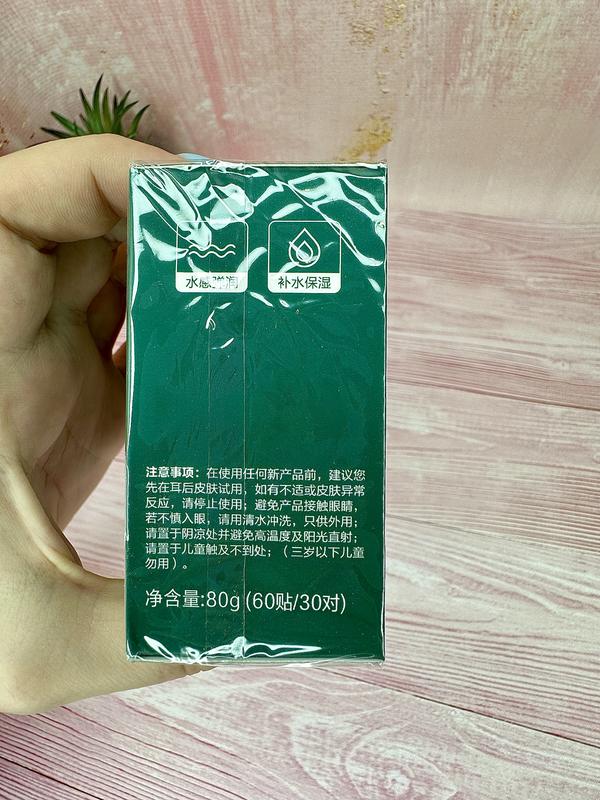 水感弹润
补水保湿
注意事项：在使用任何新产品前，建议您
先在耳后皮肤试用，如有不适或皮肤异常
反应，请停止使用；避免产品接触眼睛，
若不慎入眼，请用清水冲洗，只供外用；
请置于阴凉处并避免高温度及阳光直射；
请置于儿童触及不到处；（三岁以下儿童
勿用）。
净含量:80g (60贴/30对)